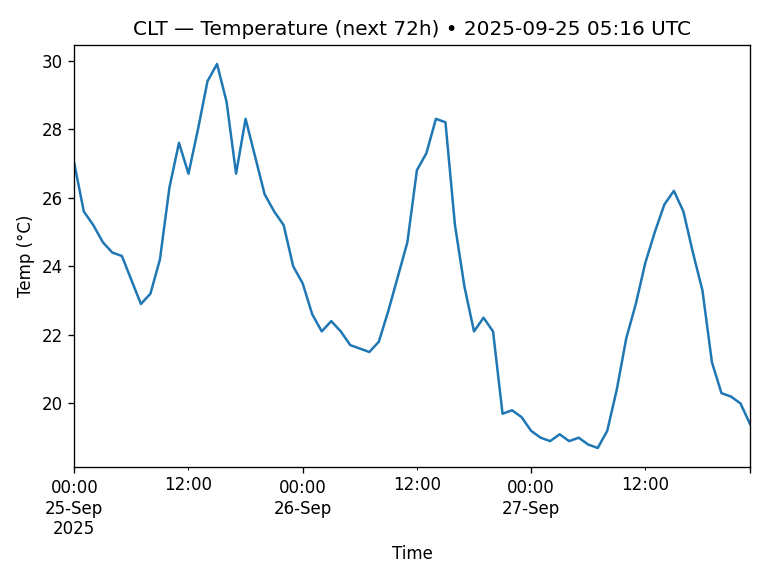 CLT — Temperature (next 72h) • 2025-09-25 05:16 UTC
30
28
26
24
22
20
Temp (°C)
00:00 12:00 00:00 12:00 00:00 12:00
25-Sep 26-Sep 27-Sep
2025
Time